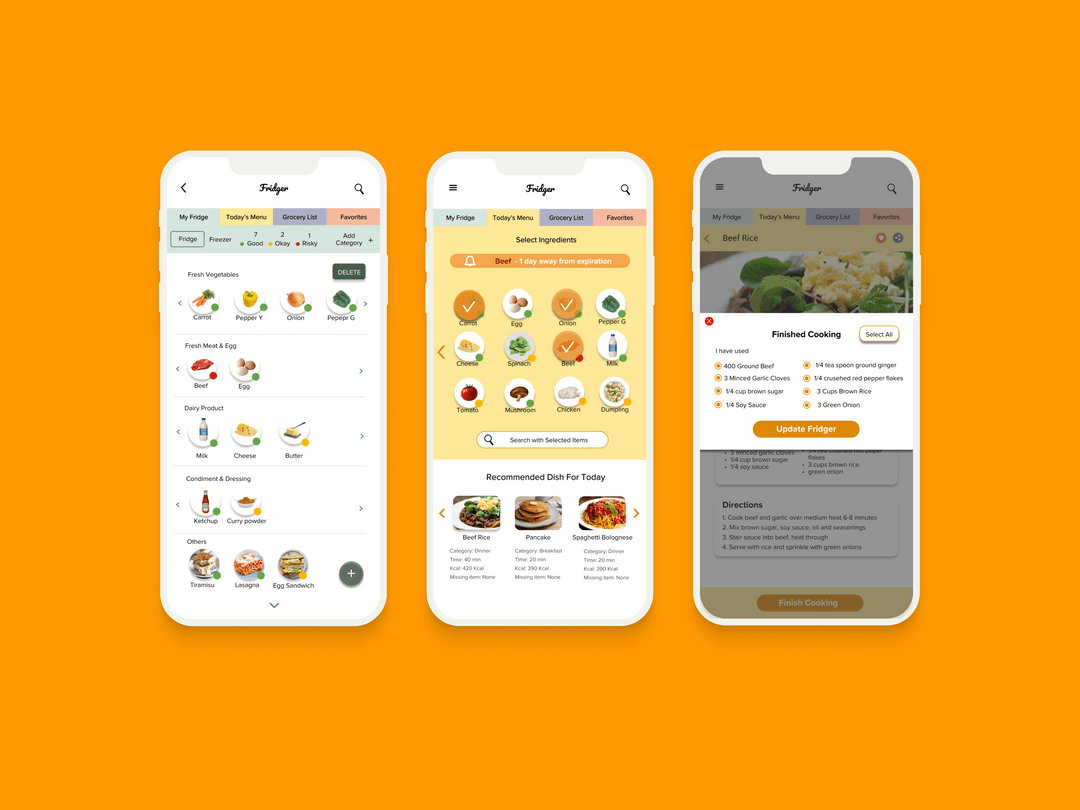 Fridger
My Fridge Today's Menu Grocery List Favorites
Fridge Freezer 7 Good 2 Okay 1 Risky Add Category +
Fresh Vegetables
DELETE
Carrot Pepper Y Onion Pepepr G
Fresh Meat & Egg
Beef Egg
Dairy Product
Milk Cheese Butter
Condiment & Dressing
Ketchup Curry powder
Others
Tiramisu Lasagna Egg Sandwich
+
Fridger
My Fridge Today's Menu Grocery List Favorites
Select Ingredients
Beef - 1 day away from expiration
Carrot Egg Onion Pepper G
Cheese Spinach Beef Milk
Tomato Mushroom Chicken Dumpling
Search with Selected Items
Recommended Dish For Today
Beef Rice Pancake Spaghetti Bolognese
Category: Dinner Category: Breakfast Category: Dinner
Time: 40 min Time: 20 min Time: 20 min
Kcal: 420 Kcal Kcal: 390 Kcal Kcal: 390 Kcal
Missing item: None Missing item: None Missing item: None
Fridger
My Fridge Today's Menu Grocery List Favorites
Beef Rice
Finished Cooking
Select All
I have used
400 Ground Beef 1/4 tea spoon ground ginger
3 Minced Garlic Cloves 1/4 crusehed red pepper flakes
1/4 cup brown sugar 3 Cups Brown Rice
1/4 Soy Sauce 3 Green Onion
Update Fridger
3 minced garlic cloves
1/4 cup brown sugar
1/4 soy sauce
flakes
3 cups brown rice
green onion
Directions
1. Cook beef and garlic over medium heat 6-8 minutes
2. Mix brown sugar, soy sauce, oil and seasonings
3. Stair sauce into beef; heat through
4. Serve with rice and sprinkle with green onions
Finish Cooking